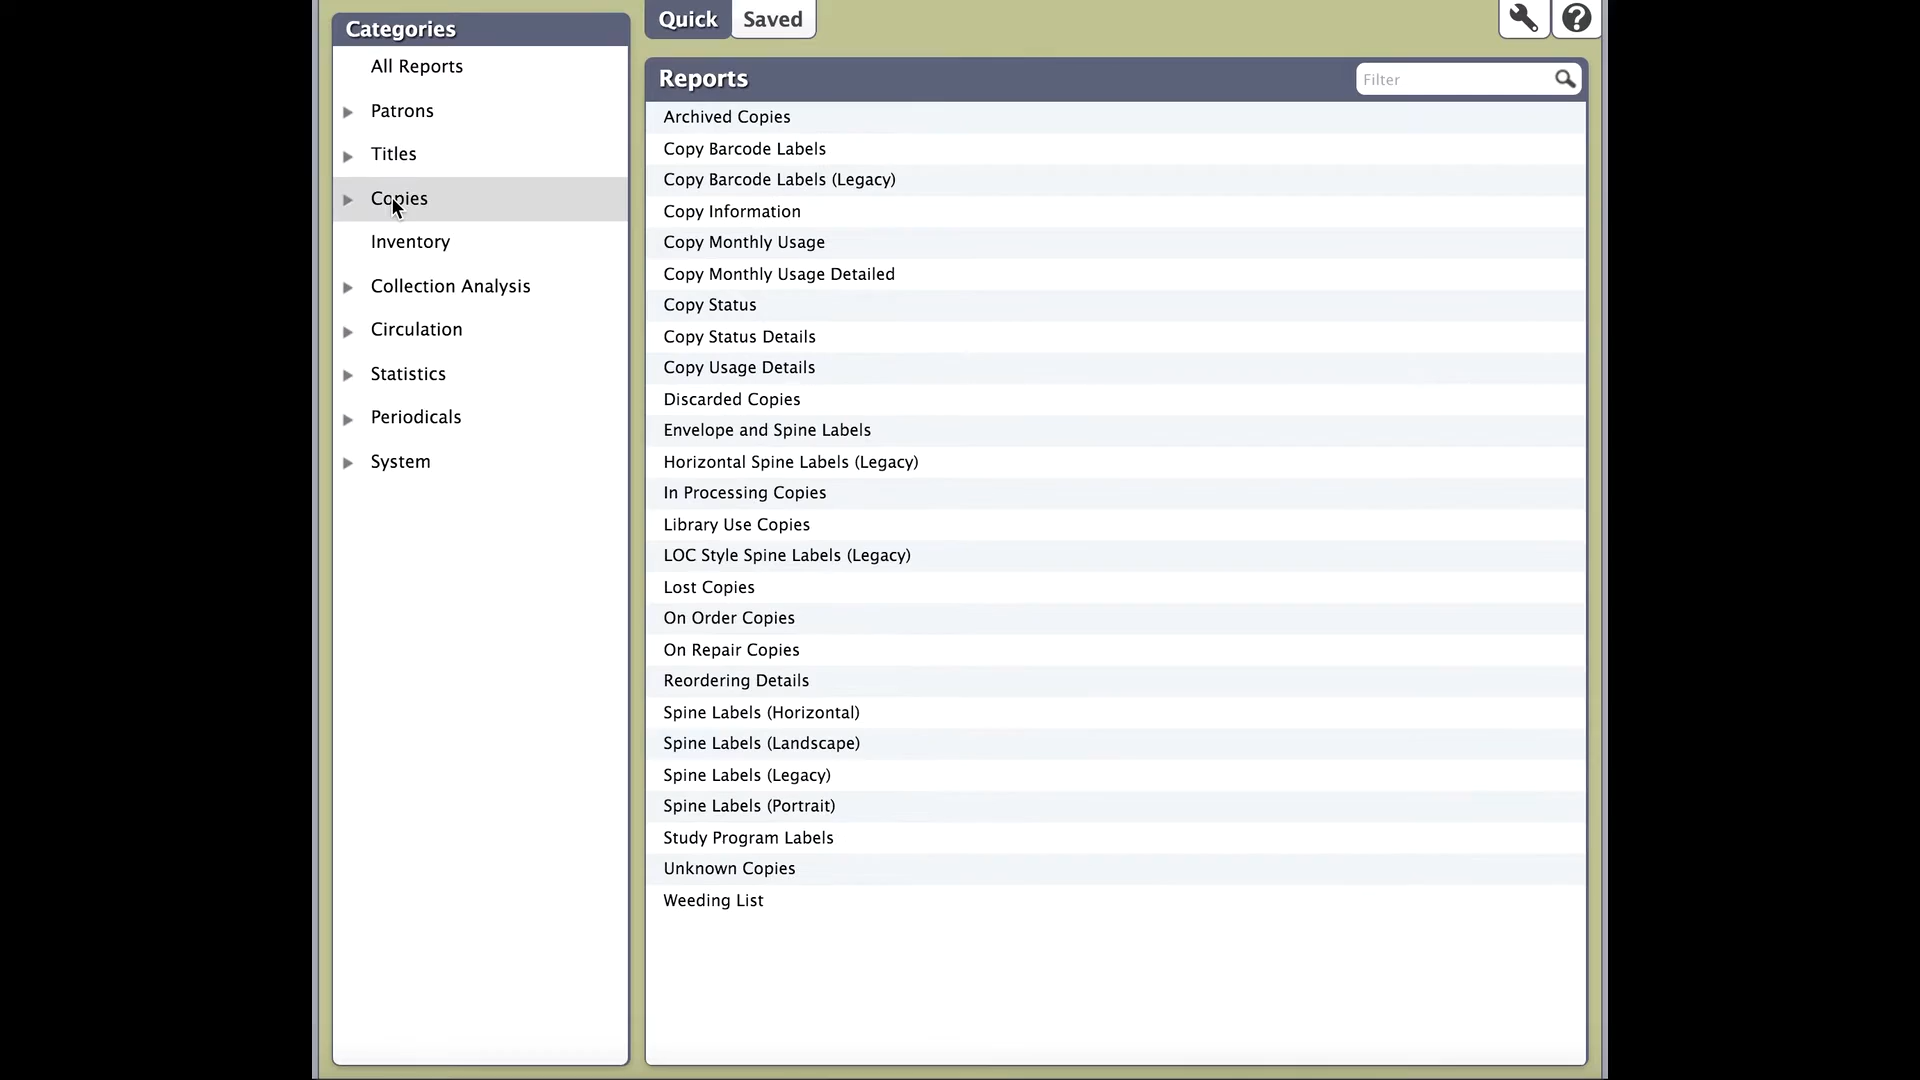 Categories
All Reports
Patrons
Titles
Copies
Inventory
Collection Analysis
Circulation
Statistics
Periodicals
System
Quick
Saved
Reports
Filter
Archived Copies
Copy Barcode Labels
Copy Barcode Labels (Legacy)
Copy Information
Copy Monthly Usage
Copy Monthly Usage Detailed
Copy Status
Copy Status Details
Copy Usage Details
Discarded Copies
Envelope and Spine Labels
Horizontal Spine Labels (Legacy)
In Processing Copies
Library Use Copies
LOC Style Spine Labels (Legacy)
Lost Copies
On Order Copies
On Repair Copies
Reordering Details
Spine Labels (Horizontal)
Spine Labels (Landscape)
Spine Labels (Legacy)
Spine Labels (Portrait)
Study Program Labels
Unknown Copies
Weeding List